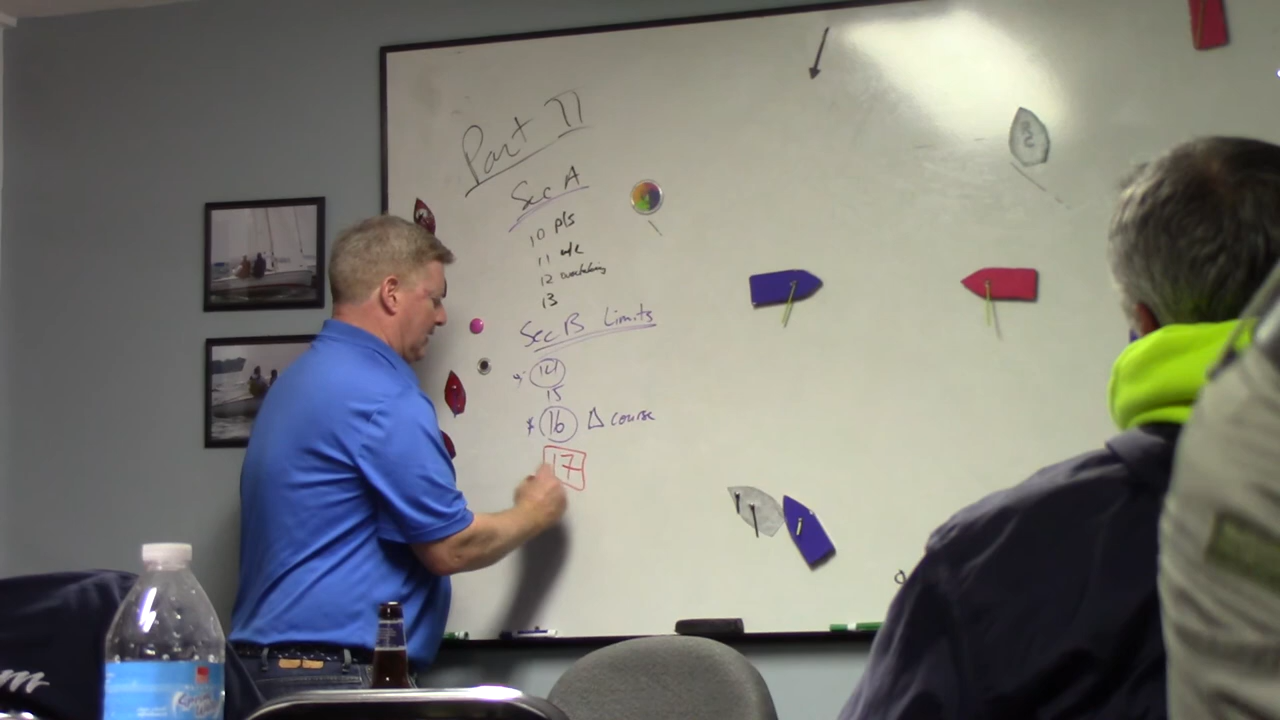 Part II
Sec A
10 p/s
11 w/l
12 overtaking
13
Sec B Limits
14
15
* 16 Δ course
17